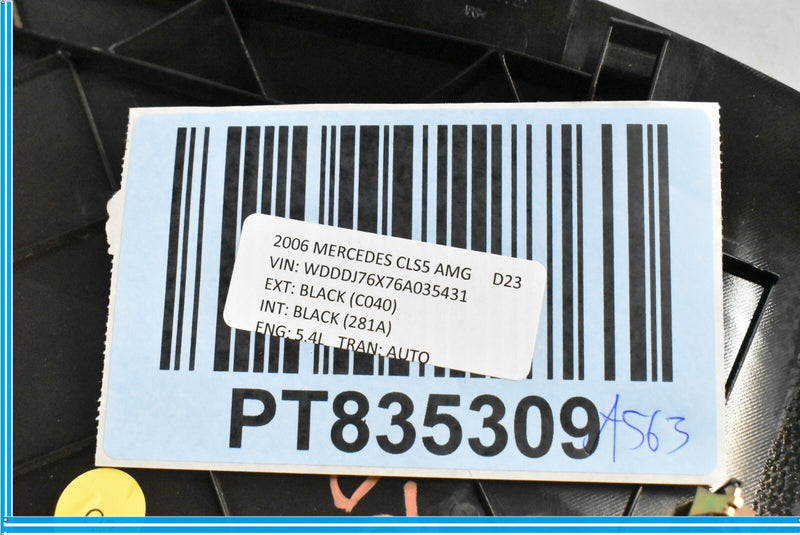 2006 MERCEDES CLS5 AMG D23
VIN: WDDDJ76X76A035431
EXT: BLACK (C040)
INT: BLACK (281A)
ENG: 5.4L TRAN: AUTO
PT835309
A563